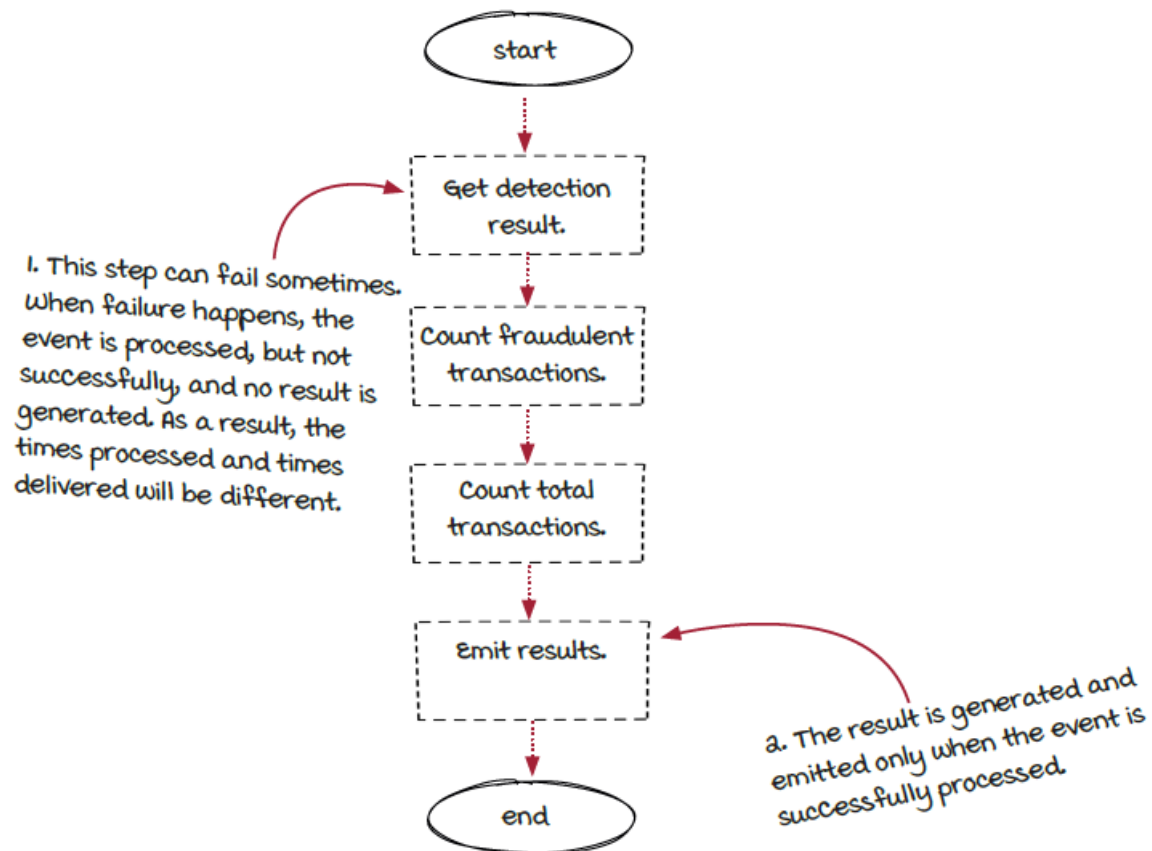 start
Get detection
result.
1. This step can fail sometimes.
When failure happens, the
event is processed, but not
successfully, and no result is
generated. As a result, the
times processed and times
delivered will be different.
Count fraudulent
transactions.
Count total
transactions.
Emit results.
2. The result is generated and
emitted only when the event is
successfully processed.
end